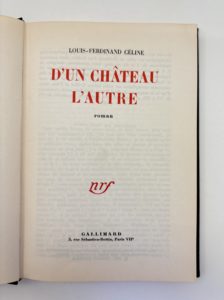 LOUIS-FERDINAND CÉLINE
D'UN CHÂTEAU
L'AUTRE
roman
nrf
GALLIMARD
5, rue Sébastien-Bottin, Paris VIIᵉ